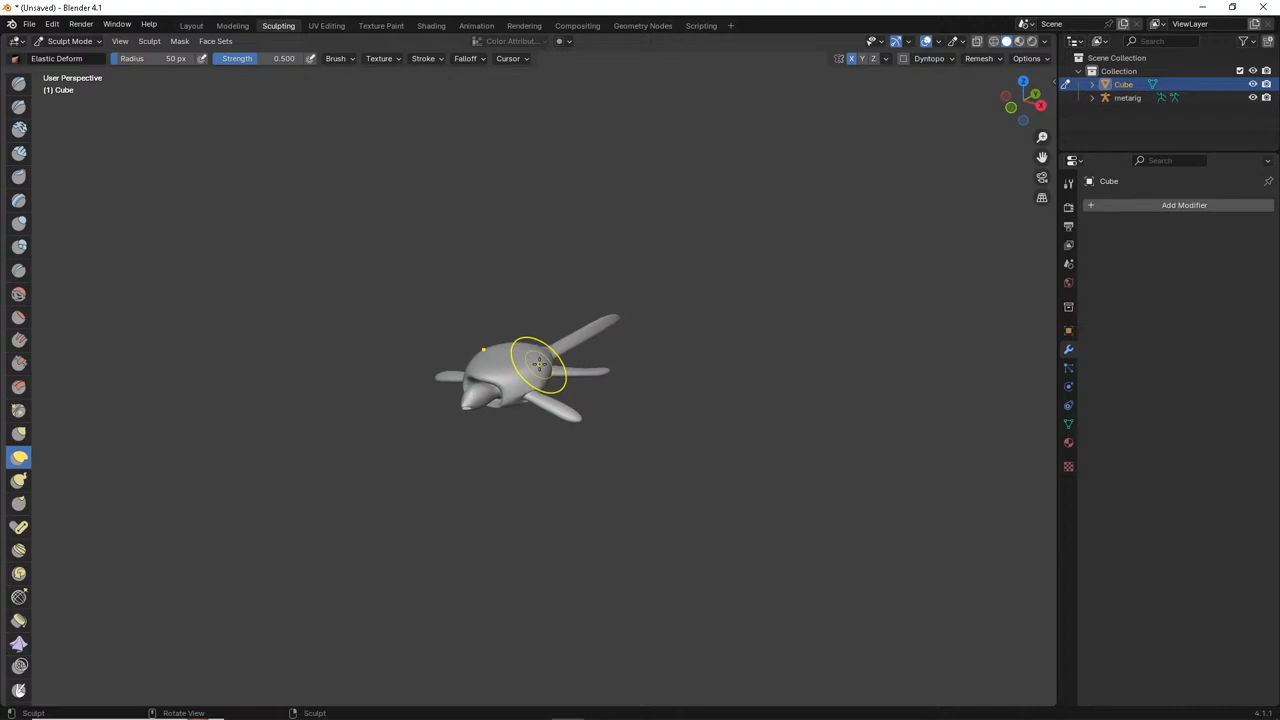 * (Unsaved) - Blender 4.1
File Edit Render Window Help Layout Modeling Sculpting UV Editing Texture Paint Shading Animation Rendering Compositing Geometry Nodes Scripting + Scene ViewLayer
Sculpt Mode View Sculpt Mask Face Sets Color Attribut... Search
Elastic Deform Radius 50 px Strength 0.500 Brush Texture Stroke Falloff Cursor X Y Z Dyntopo Remesh Options
Scene Collection
Collection
Cube
metarig
User Perspective
(1) Cube
Z
Y
X
Search
Cube
+ Add Modifier
Sculpt Rotate View Sculpt 4.1.1